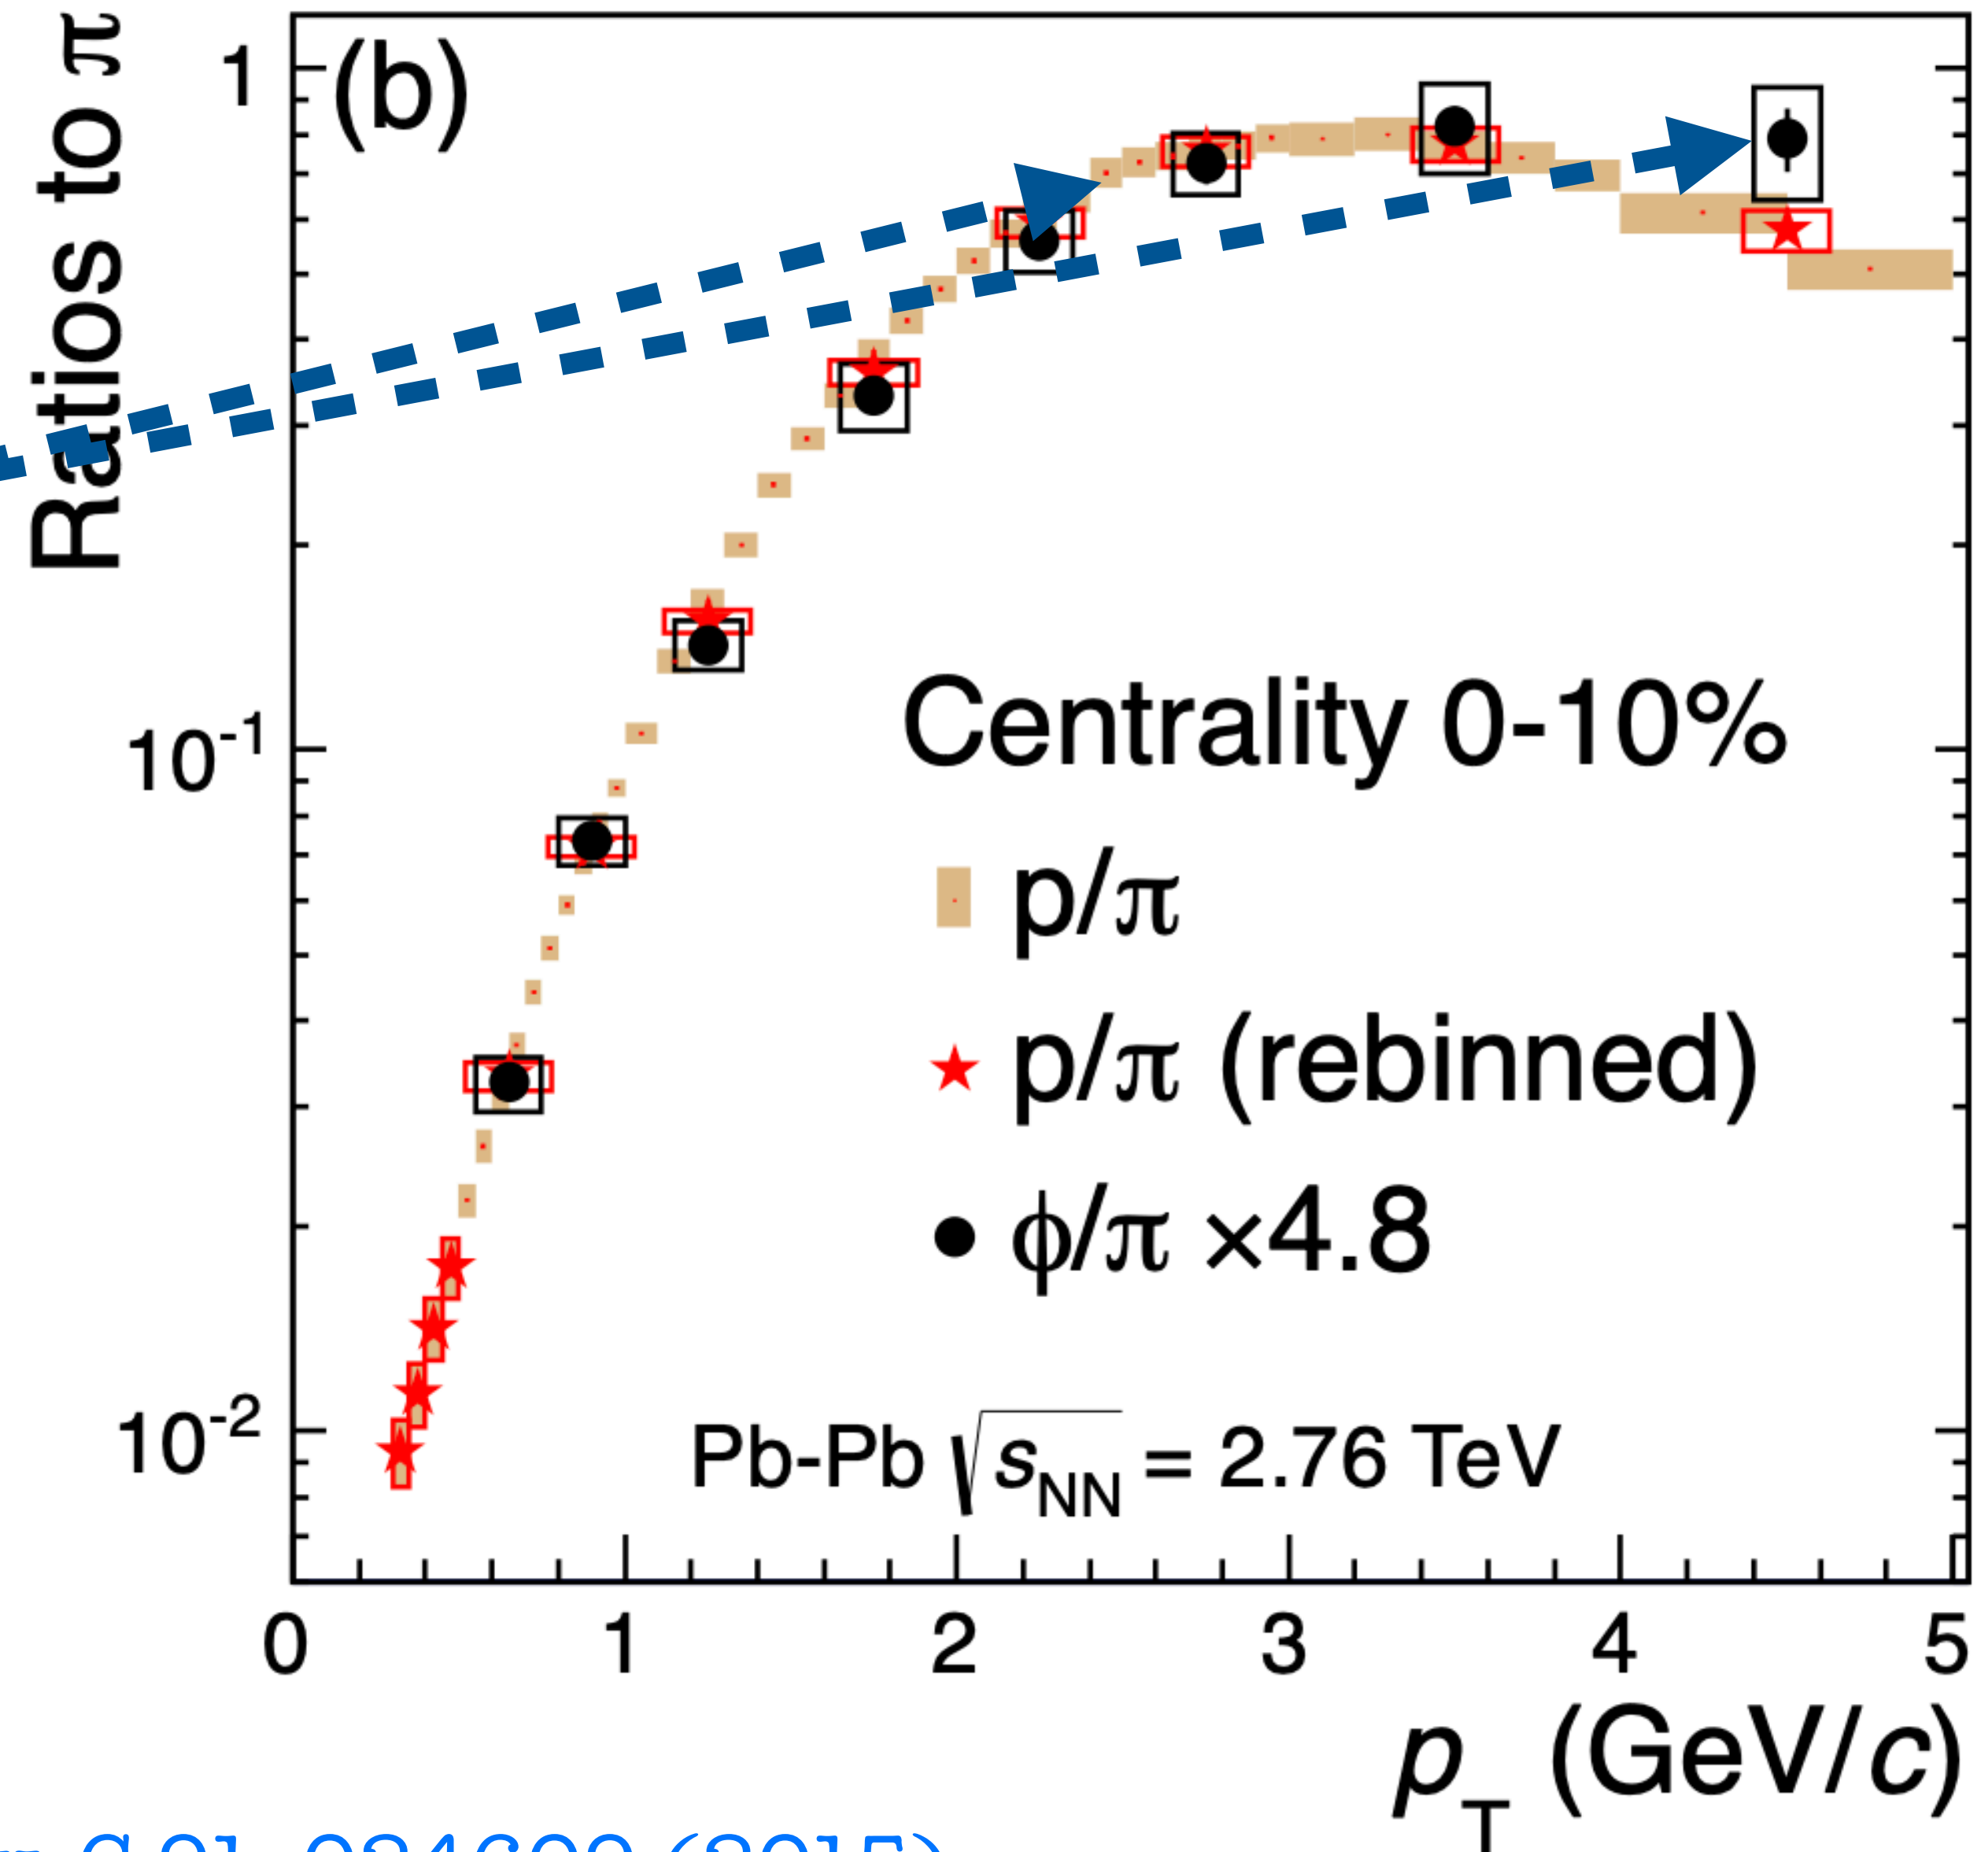 Ratios to π
(b)
1
10⁻¹
10⁻²
Centrality 0-10%
p/π
p/π (rebinned)
ϕ/π ×4.8
Pb-Pb √sNN = 2.76 TeV
0 1 2 3 4 5
pT (GeV/c)
(2015)